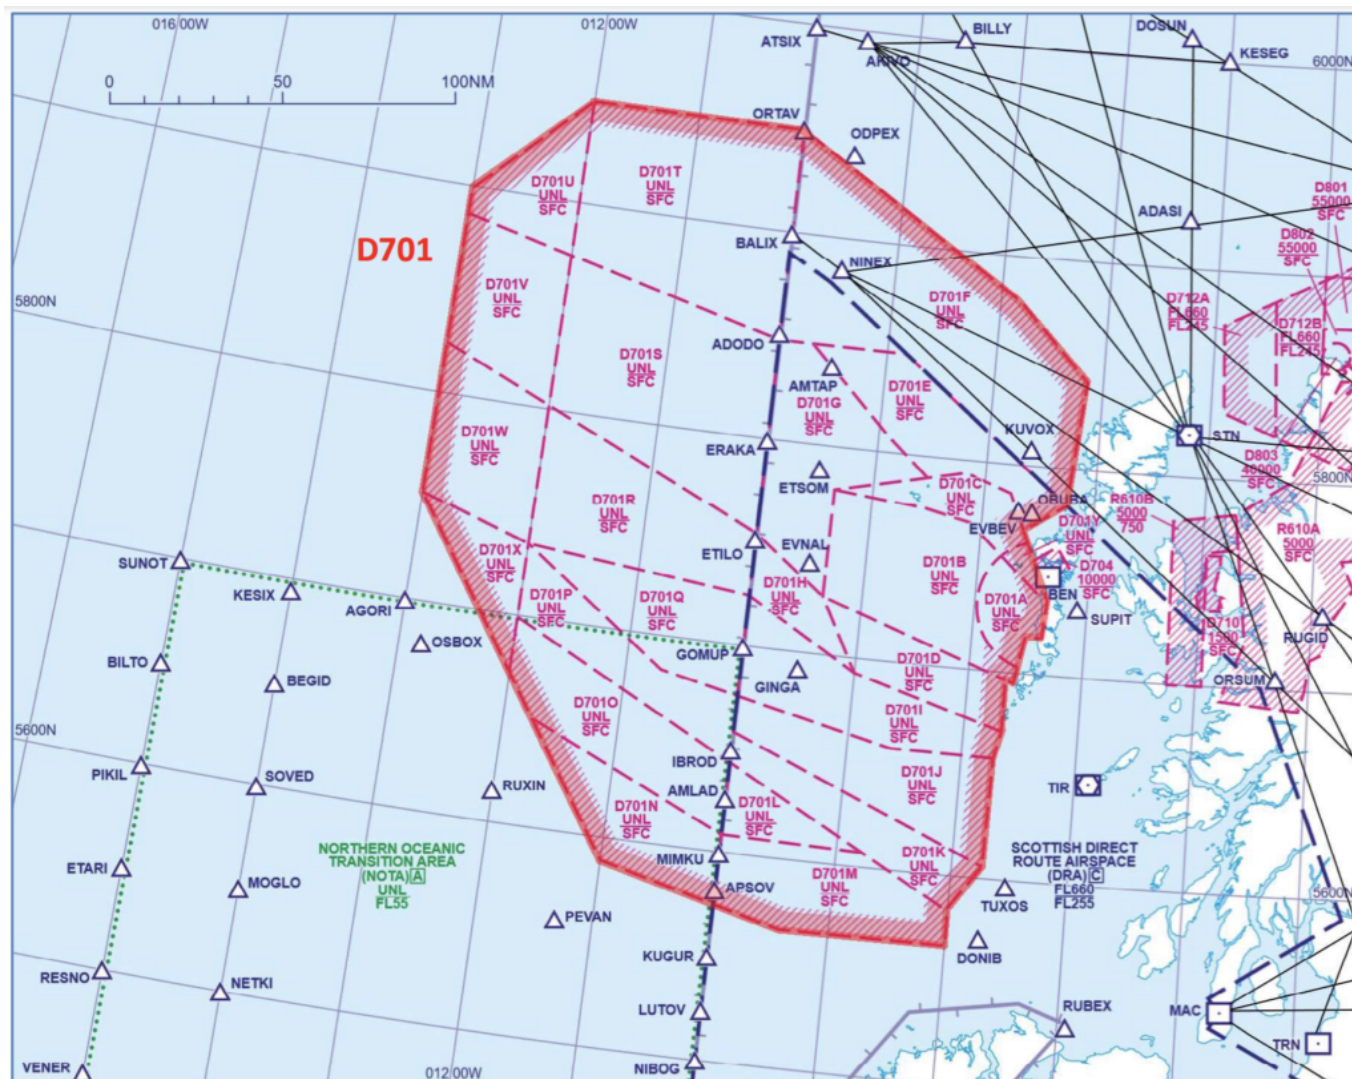 016 00W
012 00W
DOSUN
BILLY
ATSIX
AKIVO
KESEG
6000N
0
50
100NM
ORTAV
ODPEX
D701T
UNL
SFC
D701U
UNL
SFC
D801
55000
SFC
ADASI
D802
55000
SFC
D701
BALIX
NINEX
D701V
UNL
SFC
D701F
UNL
SFC
5800N
D712A
FL660
FL245
D712B
FL660
FL245
ADODO
D701S
UNL
SFC
AMTAP
D701G
UNL
SFC
D701E
UNL
SFC
KUVOX
STN
D701W
UNL
SFC
ERAKA
ETSOM
D701C
UNL
SFC
D803
46000
SFC
5800N
D701R
UNL
SFC
OBUBA
EVBEV
R610B
5000
750
D701Y
UNL
SFC
R610A
5000
SFC
ETILO
EVNAL
D701B
UNL
SFC
SUNOT
D701X
UNL
SFC
D704
10000
SFC
BEN
KESIX
AGORI
D701P
UNL
SFC
D701Q
UNL
SFC
D701H
UNL
SFC
D701A
UNL
SFC
SUPIT
OSBOX
GOMUP
D710
1500
SFC
RUGID
BILTO
BEGID
GINGA
D701D
UNL
SFC
ORSUM
D701O
UNL
SFC
D701I
UNL
SFC
5600N
IBROD
PIKIL
SOVED
RUXIN
AMLAD
D701J
UNL
SFC
TIR
D701N
UNL
SFC
D701L
UNL
SFC
MIMKU
D701K
UNL
SFC
NORTHERN OCEANIC
TRANSITION AREA
(NOTA) A
UNL
FL55
SCOTTISH DIRECT
ROUTE AIRSPACE
(DRA) C
FL660
FL255
ETARI
MOGLO
APSOV
D701M
UNL
SFC
TUXOS
5600N
PEVAN
DONIB
KUGUR
RESNO
NETKI
LUTOV
RUBEX
MAC
TRN
VENER
012 00W
NIBOG